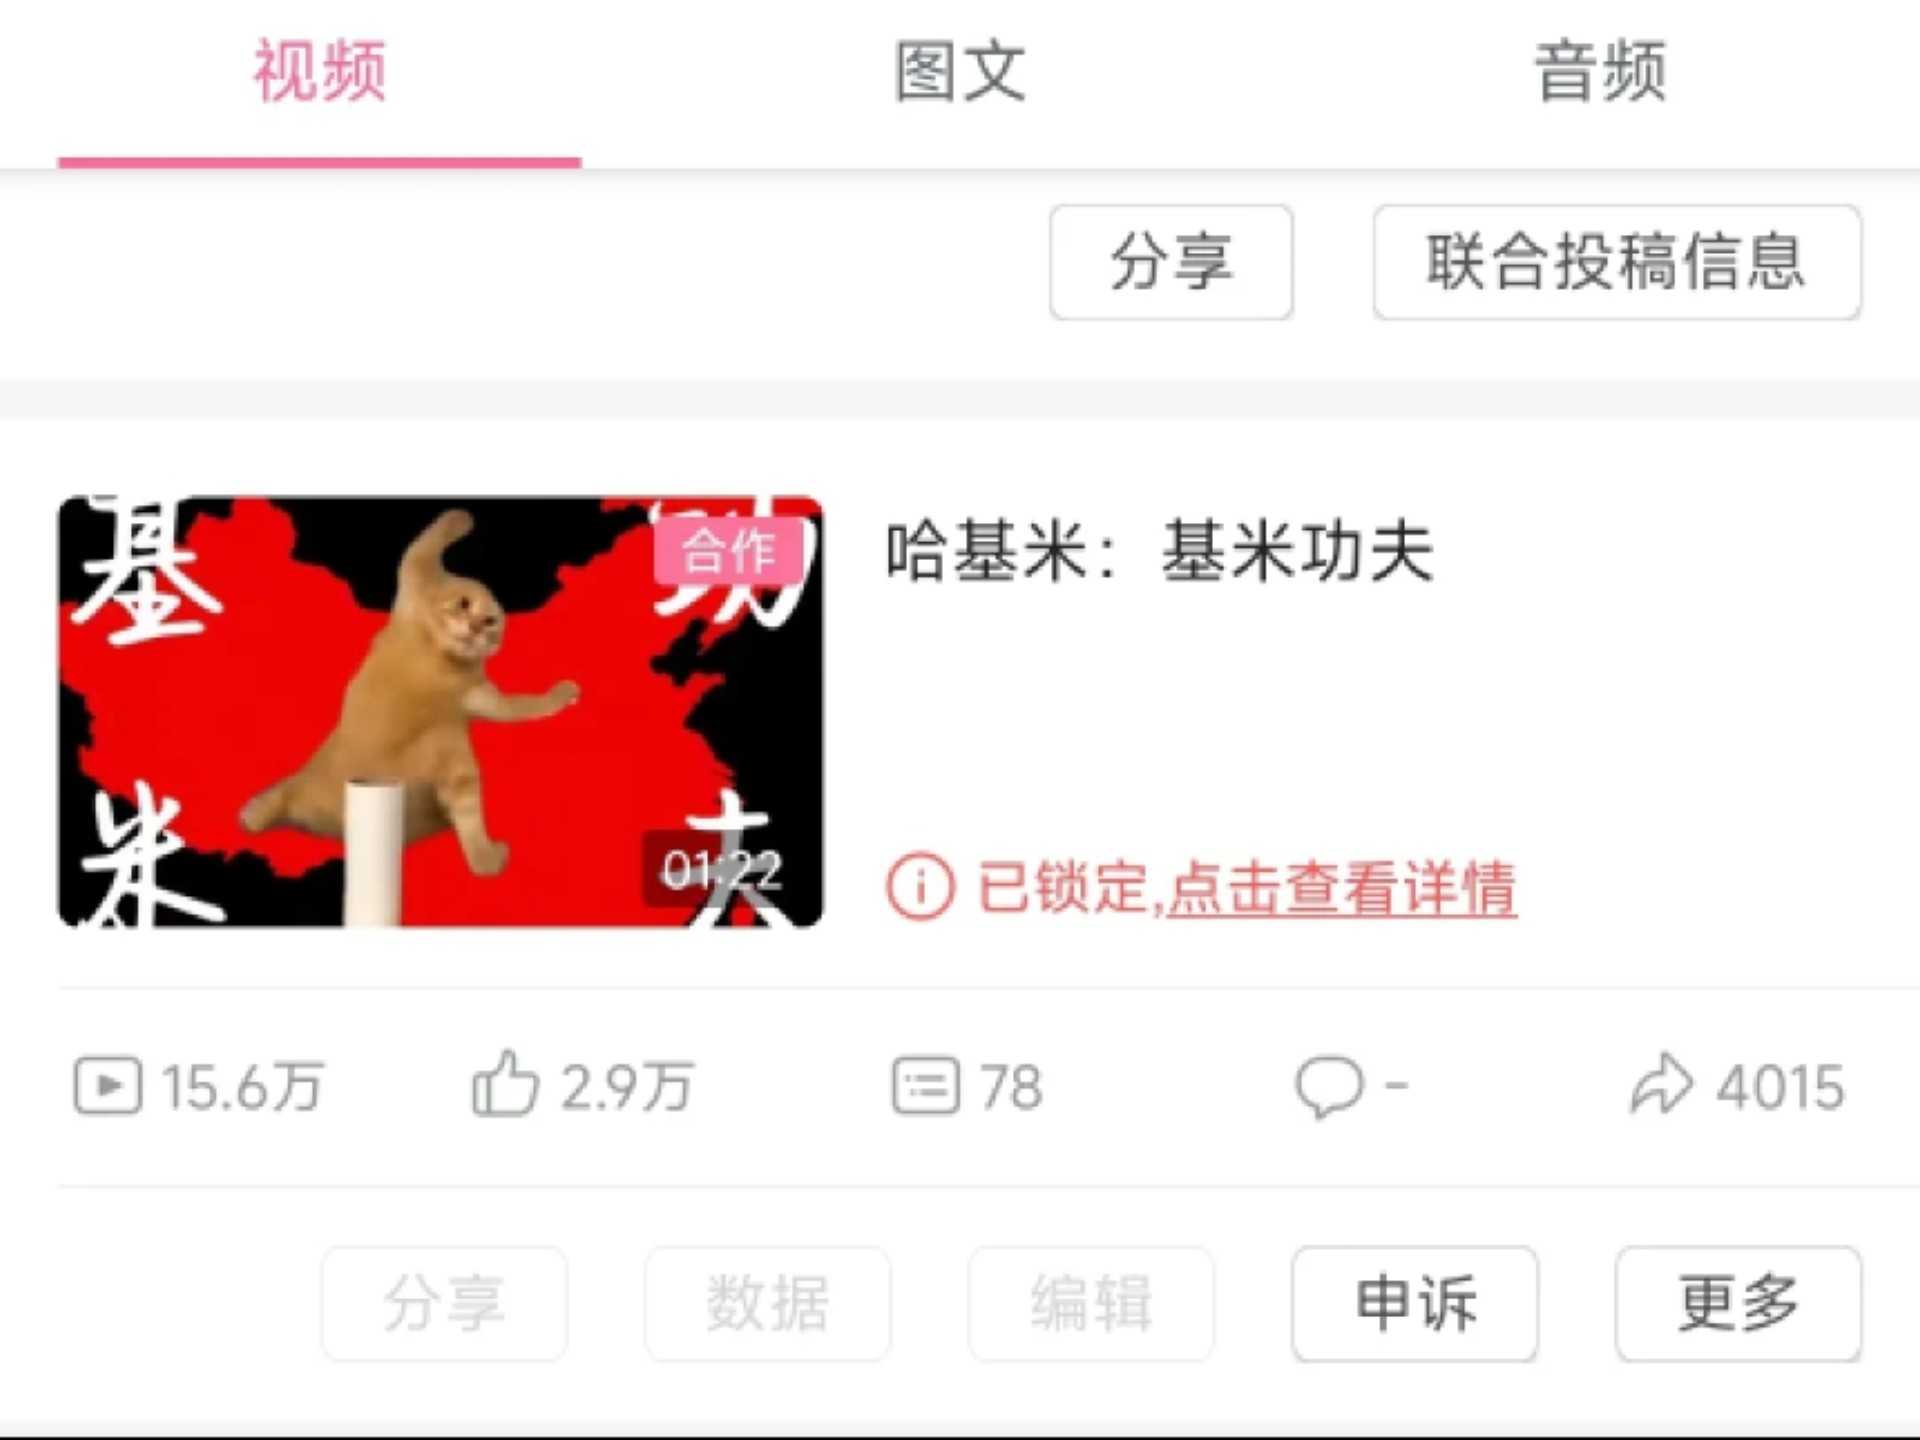 视频 图文 音频
分享 联合投稿信息
基 功
合作
哈基米：基米功夫
米 夫
01:22
已锁定,点击查看详情
15.6万 2.9万 78 - 4015
分享 数据 编辑 申诉 更多